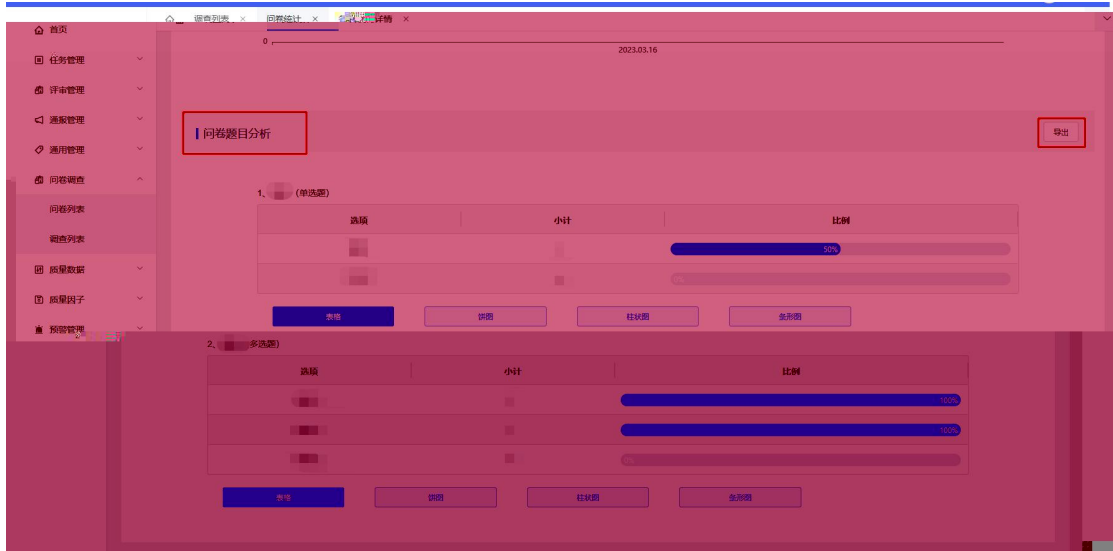 调查列表 × 问卷统计 × 详情 ×
首页
任务管理
评审管理
通报管理
通用管理
问卷调查
问卷列表
调查列表
质量数据
质量因子
预警管理
0
2023.03.16
问卷题目分析
导出
1、 (单选题)
选项 小计 比例
50%
0%
表格 饼图 柱状图 条形图
2、 多选题)
选项 小计 比例
100%
100%
0%
表格 饼图 柱状图 条形图